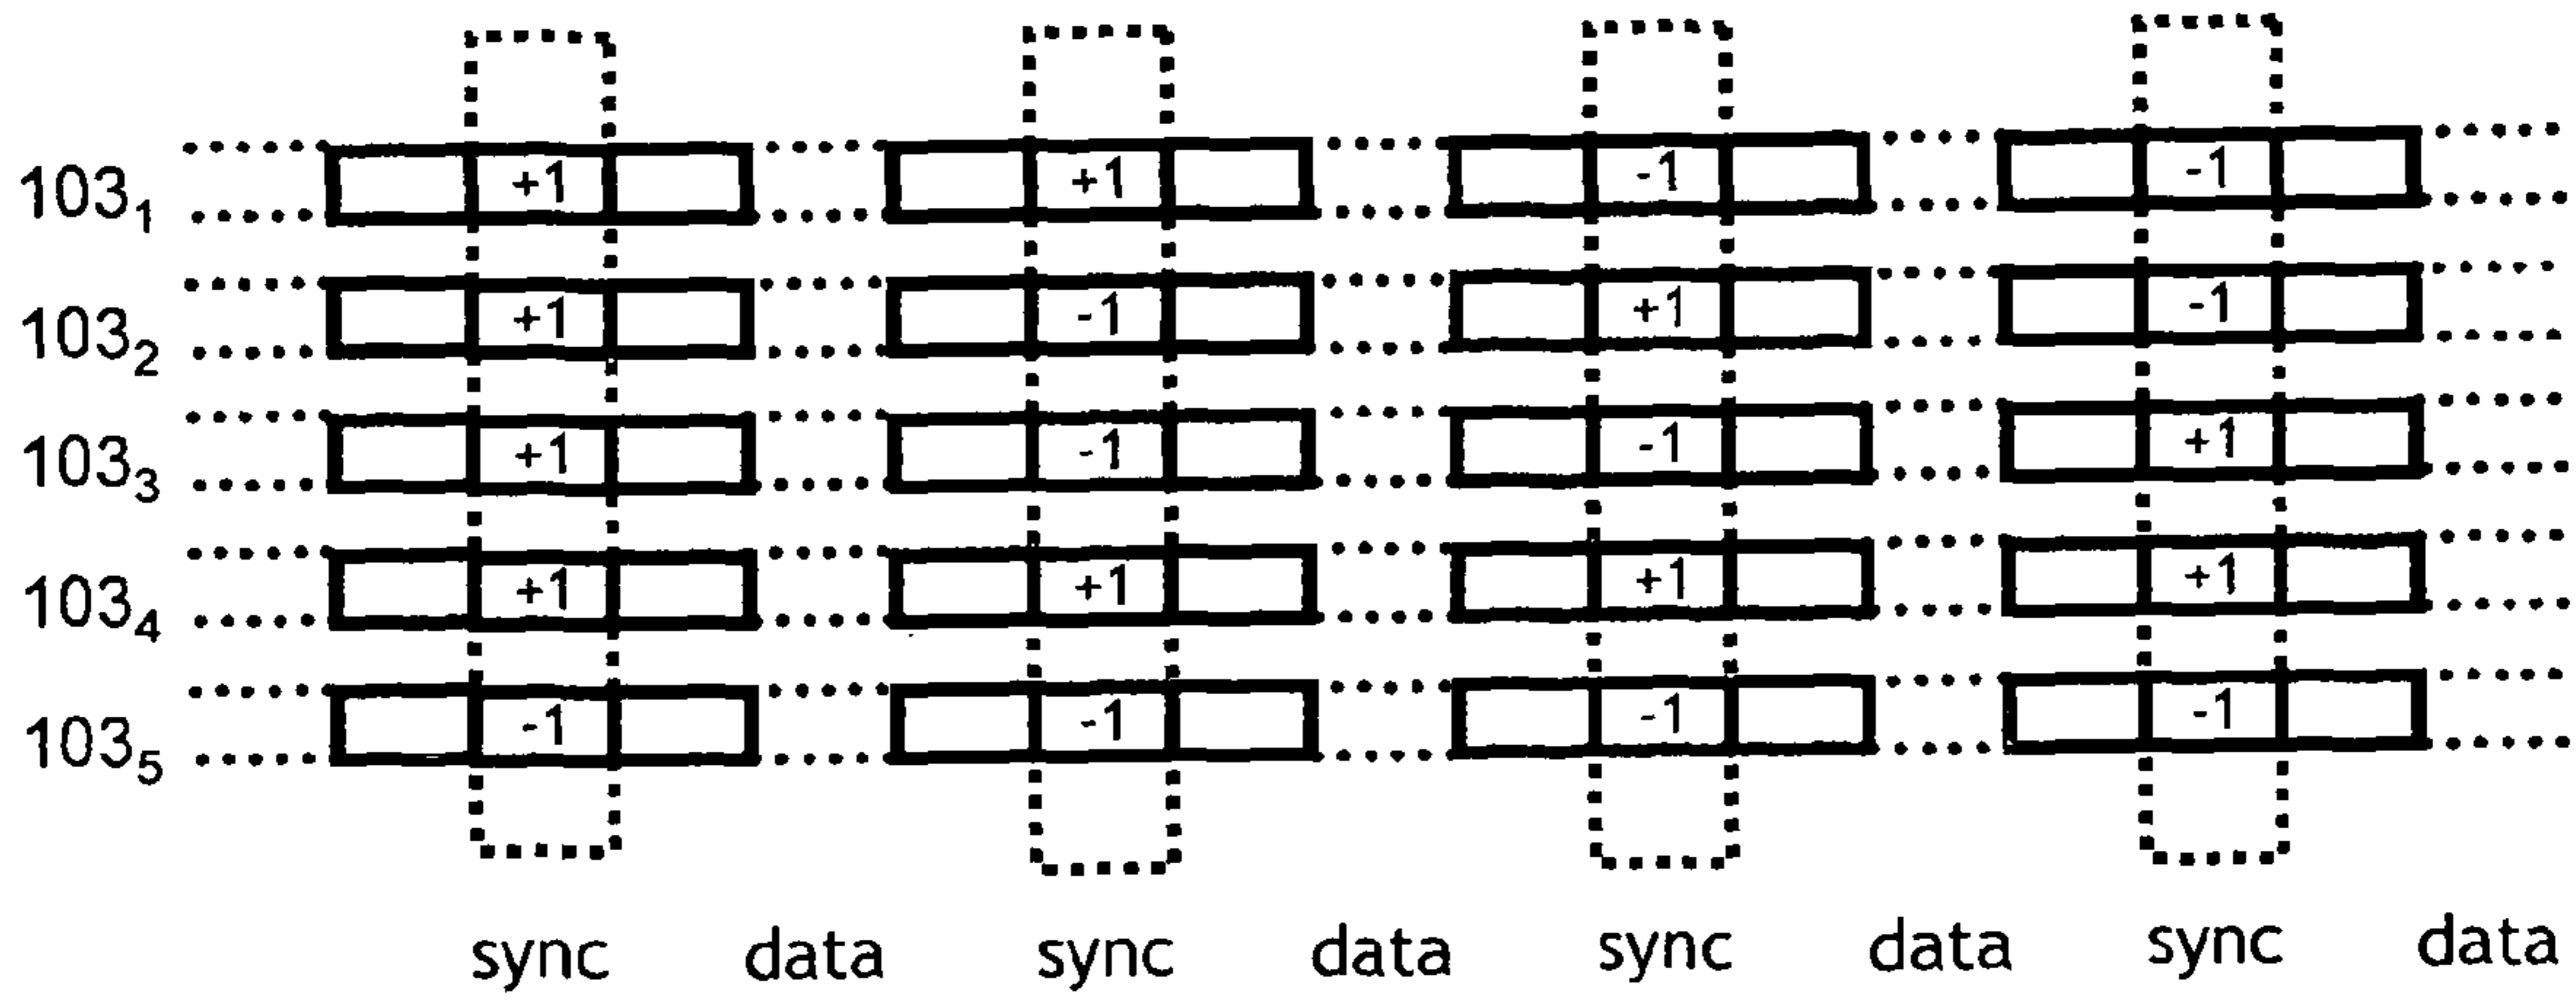 103₁ +1 +1 -1 -1
103₂ +1 -1 +1 -1
103₃ +1 -1 -1 +1
103₄ +1 +1 +1 +1
103₅ -1 -1 -1 -1
sync data sync data sync data sync data